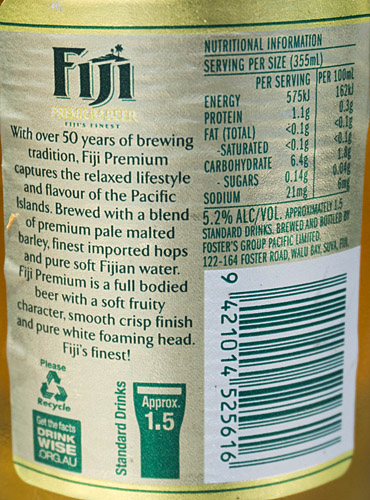 FIJI
PREMIUM BEER
FIJI'S FINEST
With over 50 years of brewing
tradition, Fiji Premium
captures the relaxed lifestyle
and flavour of the Pacific
Islands. Brewed with a blend
of premium pale malted
barley, finest imported hops
and pure soft Fijian water.
Fiji Premium is a full bodied
beer with a soft fruity
character, smooth crisp finish
and pure white foaming head.
Fiji's finest!
Please
Recycle
Get the facts
DRINK
WISE
.ORG.AU
Standard Drinks
Approx.
1.5
NUTRITIONAL INFORMATION
SERVING PER SIZE (355mL)
PER SERVING PER 100mL
ENERGY 575kJ 162kJ
PROTEIN 1.1g 0.3g
FAT (TOTAL) <0.1g <0.1g
-SATURATED <0.1g <0.1g
CARBOHYDRATE 6.4g 1.8g
- SUGARS 0.14g 0.04g
SODIUM 21mg 6mg
5.2% ALC/VOL. APPROXIMATELY 1.5
STANDARD DRINKS. BREWED AND BOTTLED BY
FOSTER'S GROUP PACIFIC LIMITED.
122-164 FOSTER ROAD, WALU BAY, SUVA, FIJI.
9 421014 525616